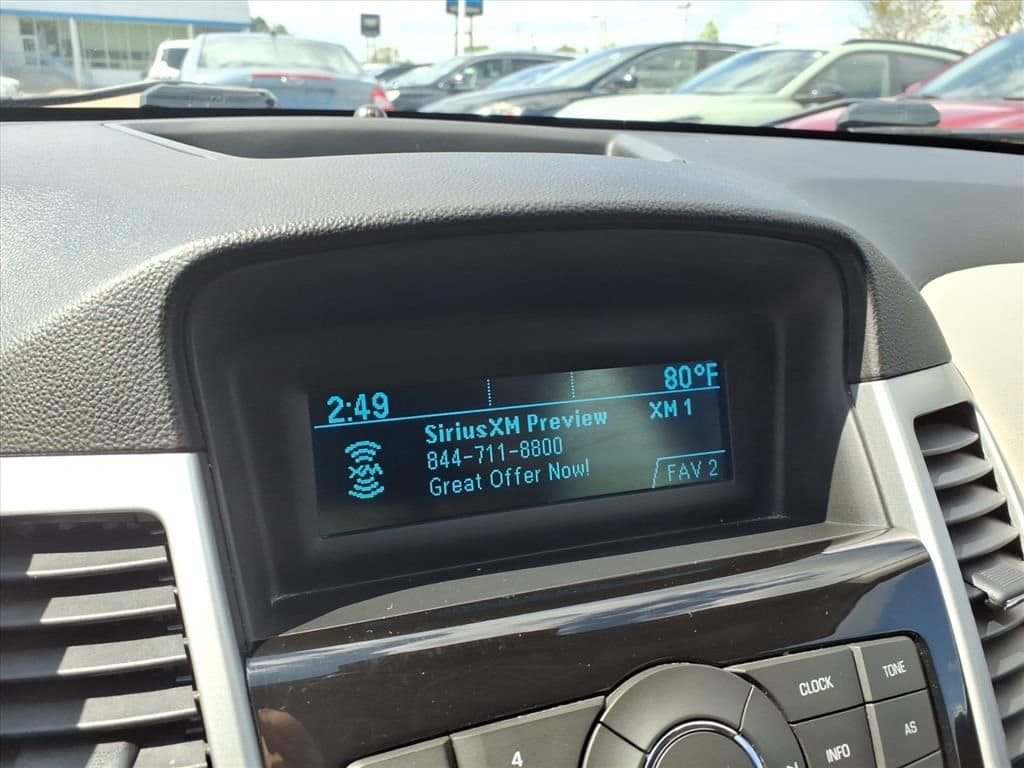 2:49
80°F
SiriusXM Preview
XM 1
844-711-8800
XM
Great Offer Now!
FAV 2
CLOCK
TONE
4
INFO
AS